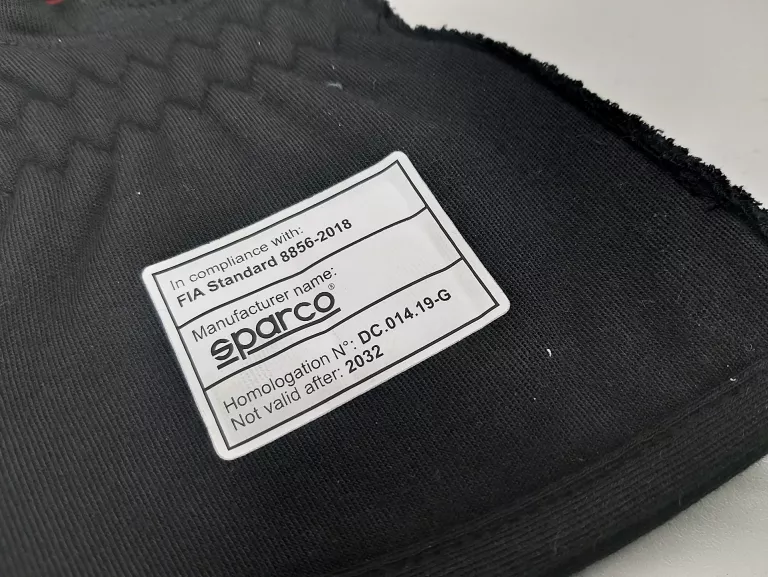 In compliance with:
FIA Standard 8856-2018
Manufacturer name:
sparco®
Homologation N°: DC.014.19-G
Not valid after: 2032